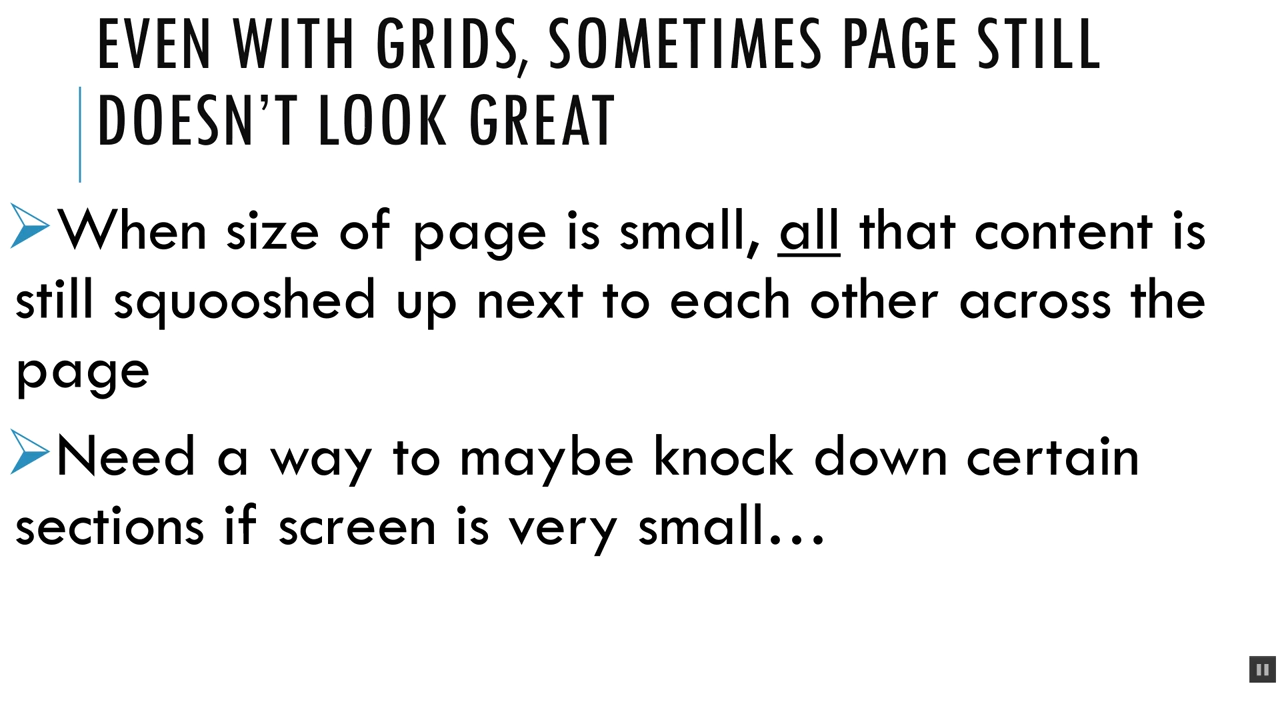 EVEN WITH GRIDS, SOMETIMES PAGE STILL
DOESN’T LOOK GREAT
When size of page is small, all that content is
still squooshed up next to each other across the
page
Need a way to maybe knock down certain
sections if screen is very small…